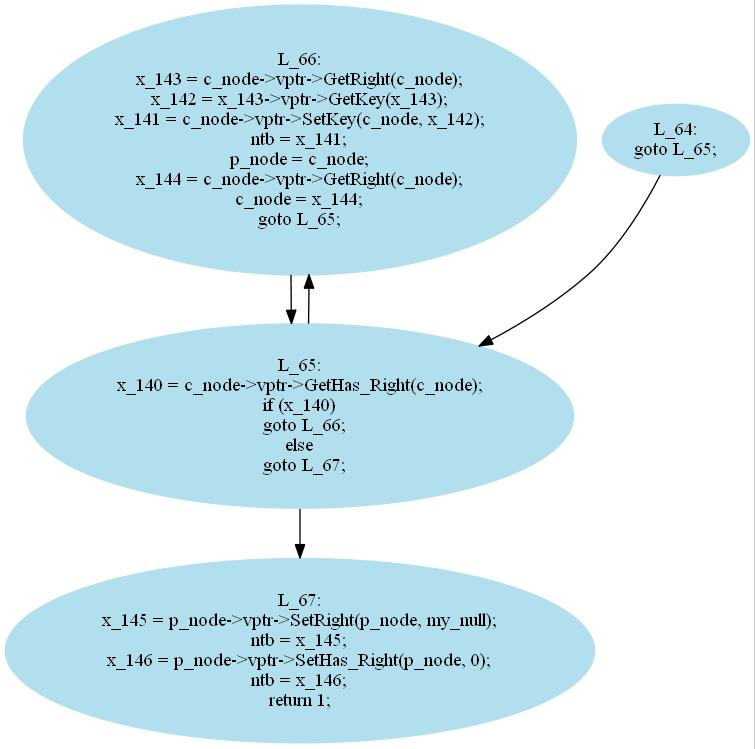 L_66:
x_143 = c_node->vptr->GetRight(c_node);
x_142 = x_143->vptr->GetKey(x_143);
x_141 = c_node->vptr->SetKey(c_node, x_142);
ntb = x_141;
p_node = c_node;
x_144 = c_node->vptr->GetRight(c_node);
c_node = x_144;
goto L_65;
L_64:
goto L_65;
L_65:
x_140 = c_node->vptr->GetHas_Right(c_node);
if (x_140)
goto L_66;
else
goto L_67;
L_67:
x_145 = p_node->vptr->SetRight(p_node, my_null);
ntb = x_145;
x_146 = p_node->vptr->SetHas_Right(p_node, 0);
ntb = x_146;
return 1;